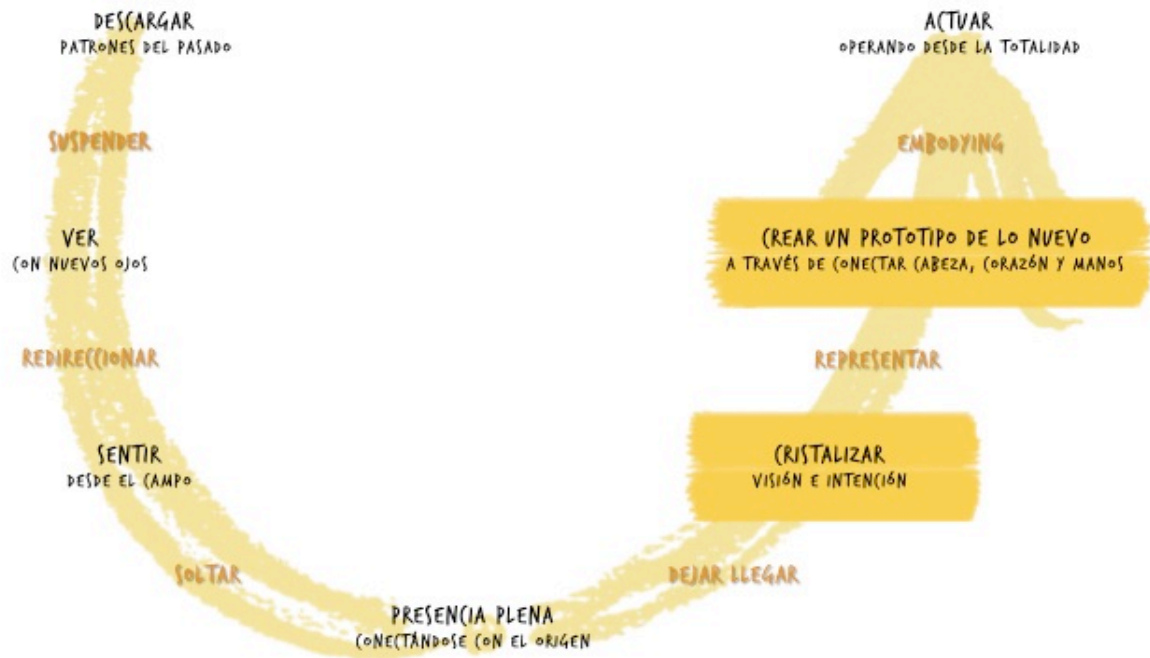 DESCARGAR
PATRONES DEL PASADO
SUSPENDER
VER
CON NUEVOS OJOS
REDIRECCIONAR
SENTIR
DESDE EL CAMPO
SOLTAR
PRESENCIA PLENA
CONECTÁNDOSE CON EL ORIGEN
DEJAR LLEGAR
CRISTALIZAR
VISIÓN E INTENCIÓN
REPRESENTAR
CREAR UN PROTOTIPO DE LO NUEVO
A TRAVÉS DE CONECTAR CABEZA, CORAZÓN Y MANOS
EMBODYING
ACTUAR
OPERANDO DESDE LA TOTALIDAD